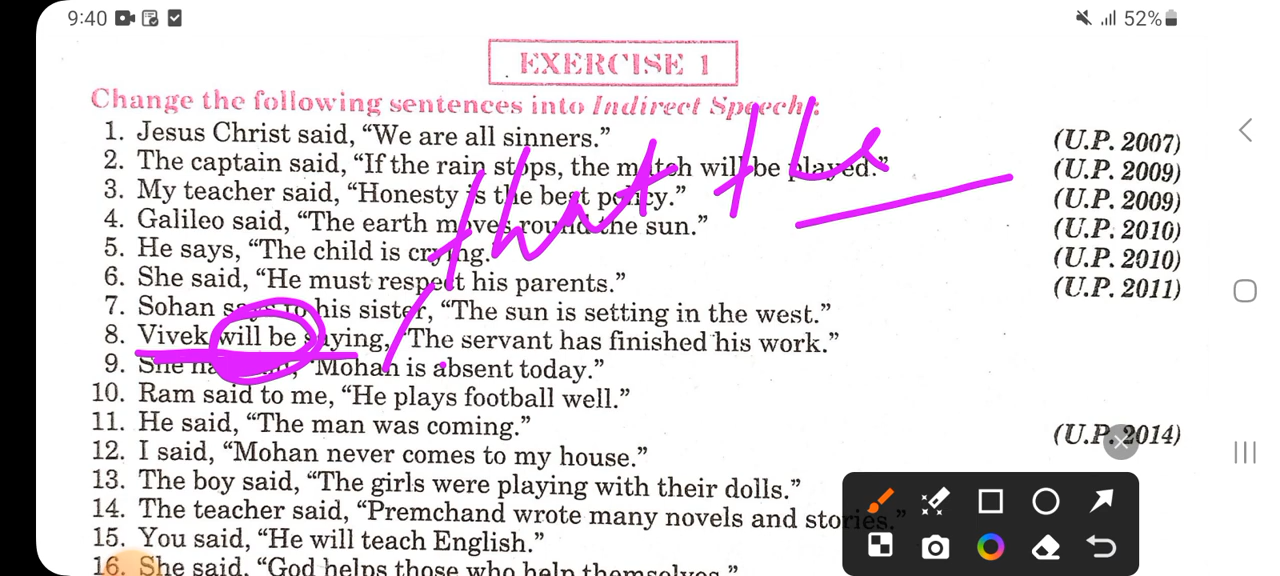 9:40 52%
EXERCISE 1
Change the following sentences into Indirect Speech :
1. Jesus Christ said, “We are all sinners.” (U.P. 2007)
2. The captain said, “If the rain stops, the match will be played.” (U.P. 2009)
3. My teacher said, “Honesty is the best policy.” (U.P. 2009)
4. Galileo said, “The earth moves round the sun.” (U.P. 2010)
5. He says, “The child is crying.” (U.P. 2010)
6. She said, “He must respect his parents.” (U.P. 2011)
that the
7. Sohan says to his sister, “The sun is setting in the west.”
8. Vivek will be saying, “The servant has finished his work.”
9. She “Mohan is absent today.”
10. Ram said to me, “He plays football well.”
11. He said, “The man was coming.” (U.P. 2014)
12. I said, “Mohan never comes to my house.”
13. The boy said, “The girls were playing with their dolls.”
14. The teacher said, “Premchand wrote many novels and stories.”
15. You said, “He will teach English.”
16. She said, “God helps those who help themselves.”